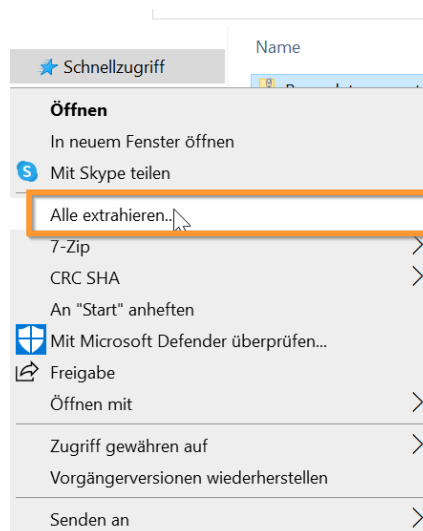 Name
Schnellzugriff
Öffnen
In neuem Fenster öffnen
Mit Skype teilen
Alle extrahieren...
7-Zip
CRC SHA
An "Start" anheften
Mit Microsoft Defender überprüfen...
Freigabe
Öffnen mit
Zugriff gewähren auf
Vorgängerversionen wiederherstellen
Senden an